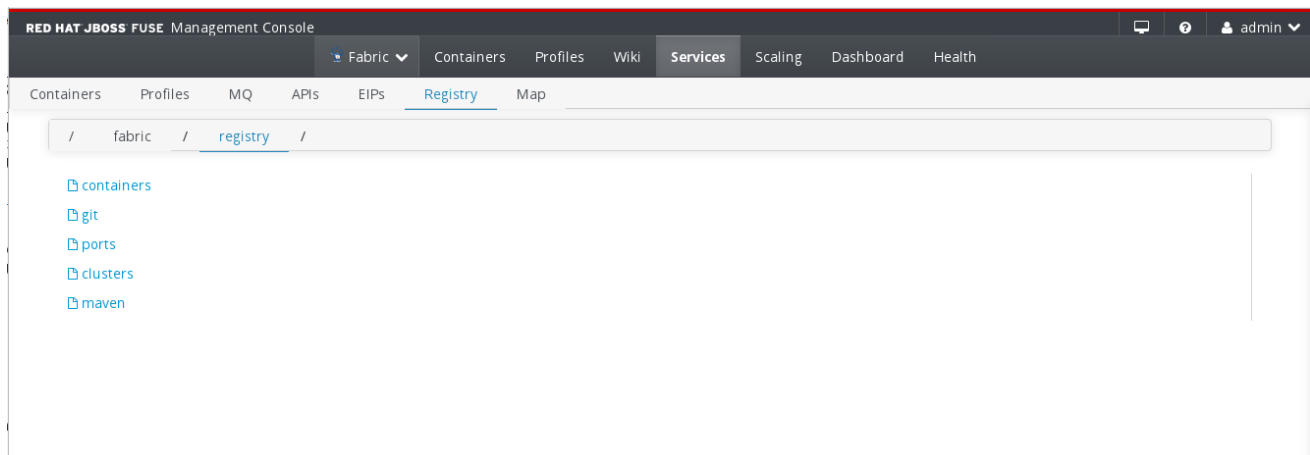 RED HAT JBOSS FUSE Management Console admin
Fabric Containers Profiles Wiki Services Scaling Dashboard Health
Containers Profiles MQ APIs EIPs Registry Map
/ fabric / registry /
containers
git
ports
clusters
maven